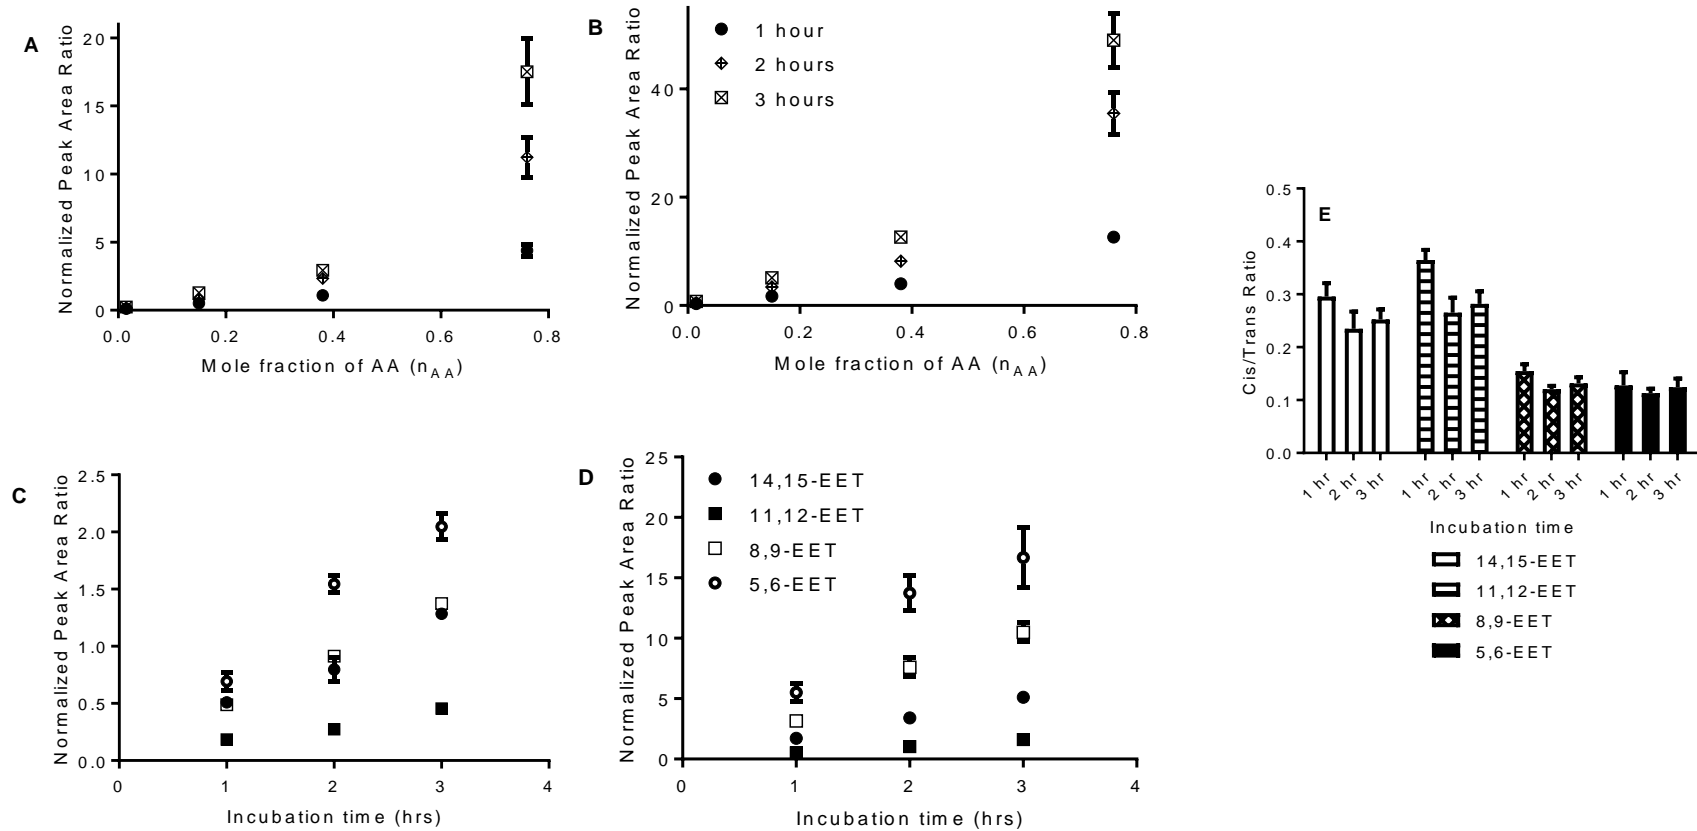 A
Normalized Peak Area Ratio
20
15
10
5
0
0.0 0.2 0.4 0.6 0.8
Mole fraction of AA (nAA)
B
Normalized Peak Area Ratio
1 hour
2 hours
3 hours
40
20
0
0.0 0.2 0.4 0.6 0.8
Mole fraction of AA (nAA)
C
Normalized Peak Area Ratio
2.5
2.0
1.5
1.0
0.5
0.0
0 1 2 3 4
Incubation time (hrs)
D
Normalized Peak Area Ratio
25
20
15
10
5
0
14,15-EET
11,12-EET
8,9-EET
5,6-EET
0 1 2 3 4
Incubation time (hrs)
E
Cis/Trans Ratio
0.5
0.4
0.3
0.2
0.1
0.0
1 hr 2 hr 3 hr 1 hr 2 hr 3 hr 1 hr 2 hr 3 hr 1 hr 2 hr 3 hr
Incubation time
14,15-EET
11,12-EET
8,9-EET
5,6-EET